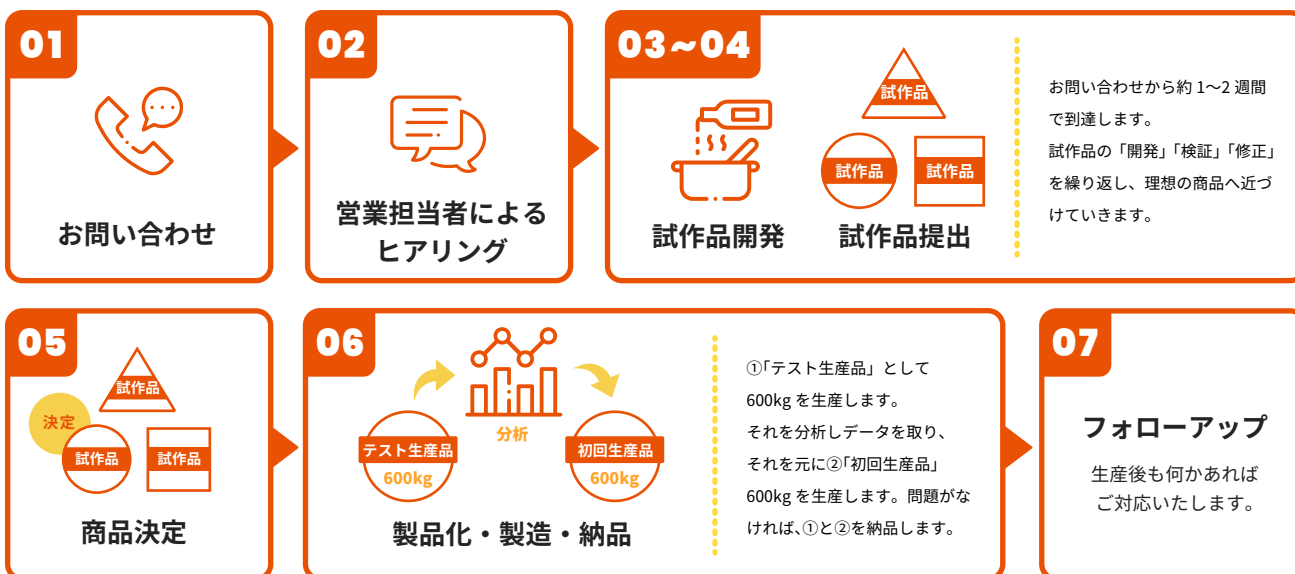 01
お問い合わせ
02
営業担当者による
ヒアリング
03~04
試作品
試作品
試作品
試作品開発
試作品提出
お問い合わせから約 1〜2 週間
で到達します。
試作品の「開発」「検証」「修正」
を繰り返し、理想の商品へ近づ
けていきます。
05
試作品
決定
試作品
試作品
商品決定
06
分析
テスト生産品
600kg
初回生産品
600kg
製品化・製造・納品
①「テスト生産品」として
600kg を生産します。
それを分析しデータを取り、
それを元に②「初回生産品」
600kg を生産します。問題がな
ければ、①と②を納品します。
07
フォローアップ
生産後も何かあれば
ご対応いたします。